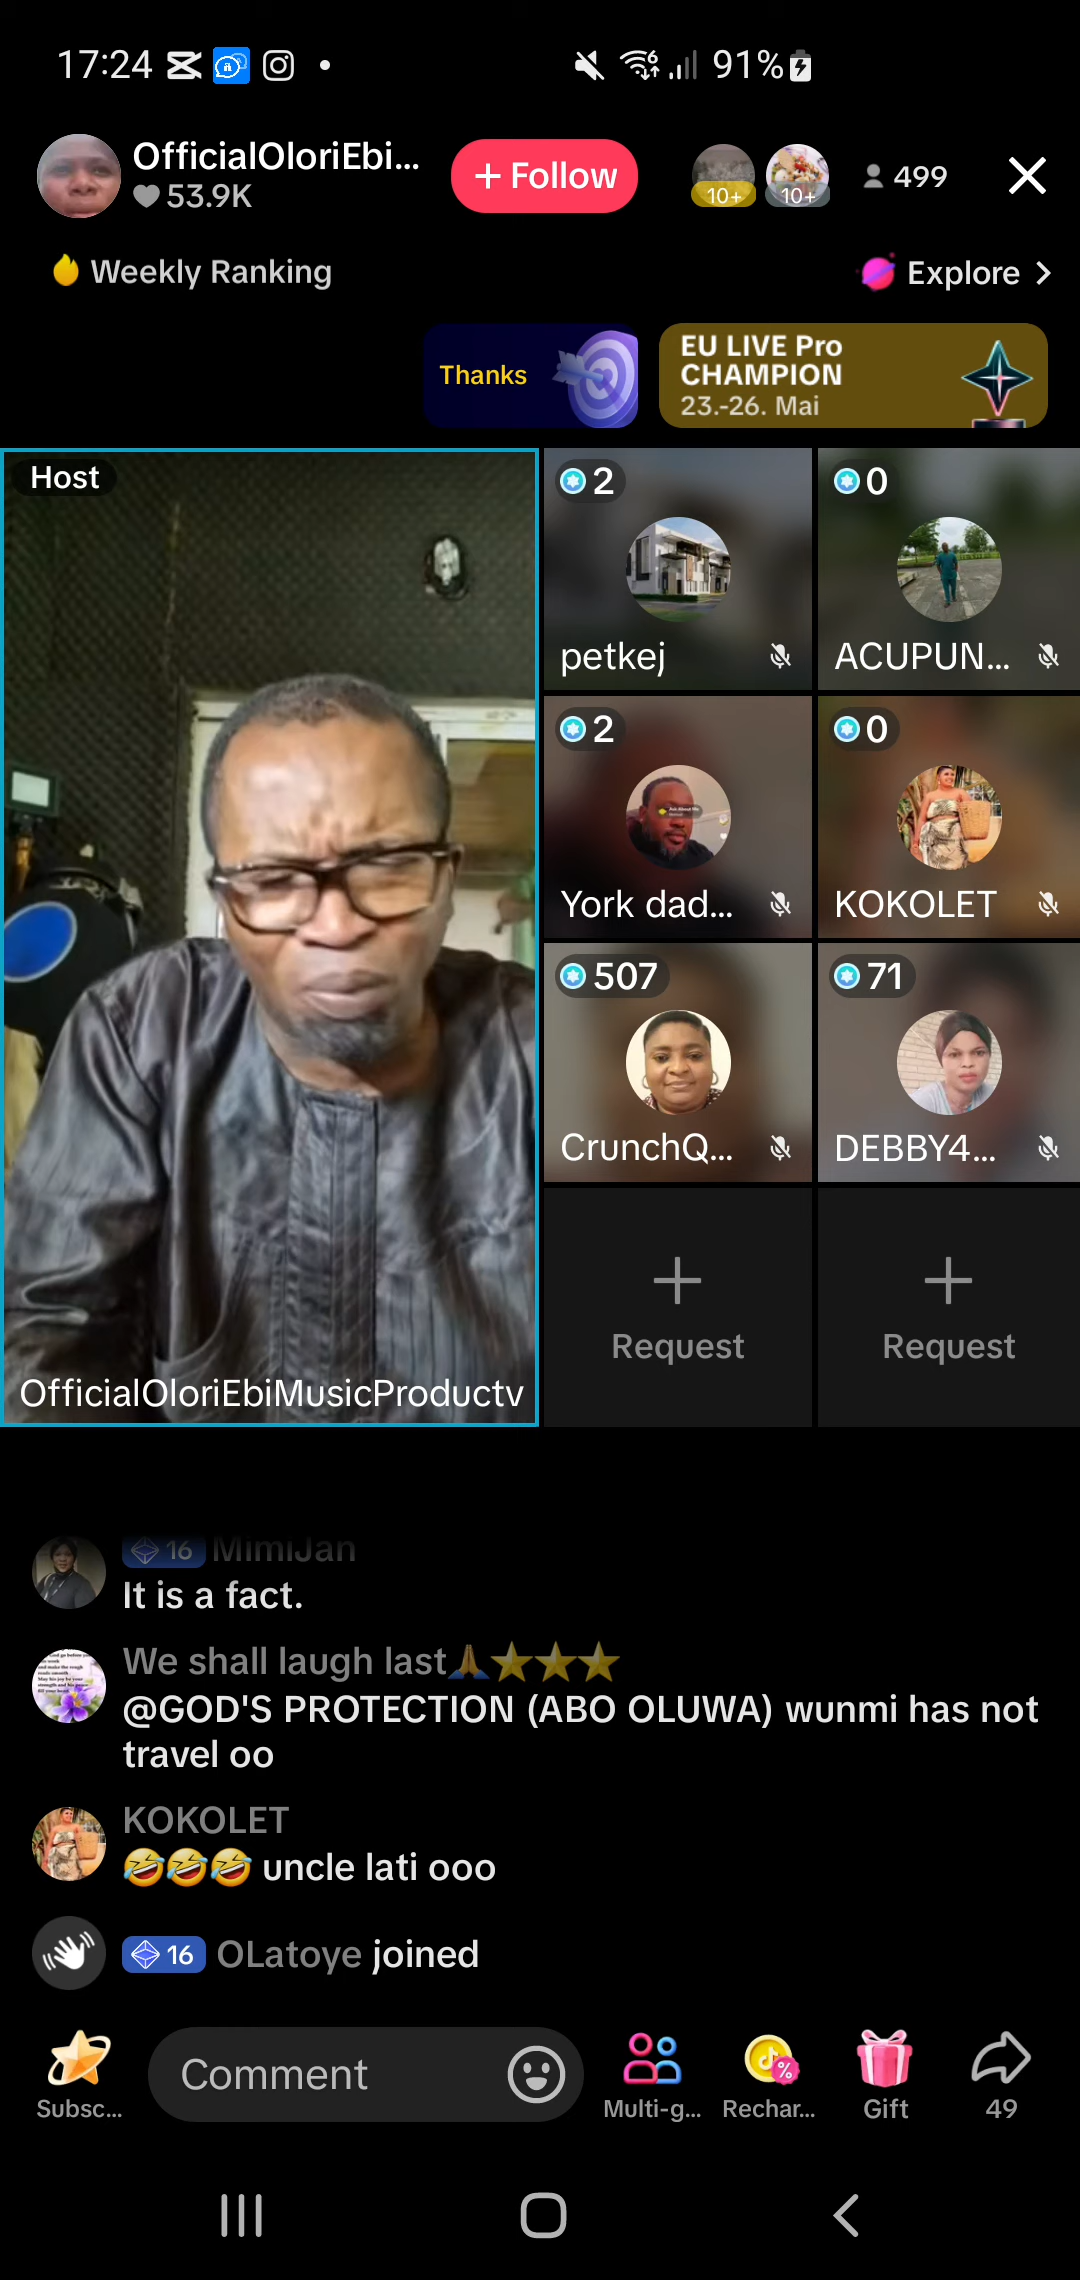 17:24
91%
OfficialOloriEbi...
53.9K
+ Follow
10+
10+
499
Weekly Ranking
Explore >
Thanks
EU LIVE Pro
CHAMPION
23.-26. Mai
Host
2
0
petkej
ACUPUN...
2
0
York dad...
KOKOLET
507
71
CrunchQ...
DEBBY4...
Request
Request
OfficialOloriEbiMusicProductv
16 MimiJan
It is a fact.
We shall laugh last🙏⭐⭐⭐
@GOD'S PROTECTION (ABO OLUWA) wunmi has not
travel oo
KOKOLET
🤣🤣🤣 uncle lati ooo
16 OLatoye joined
Comment
Subsc...
Multi-g...
Rechar...
Gift
49